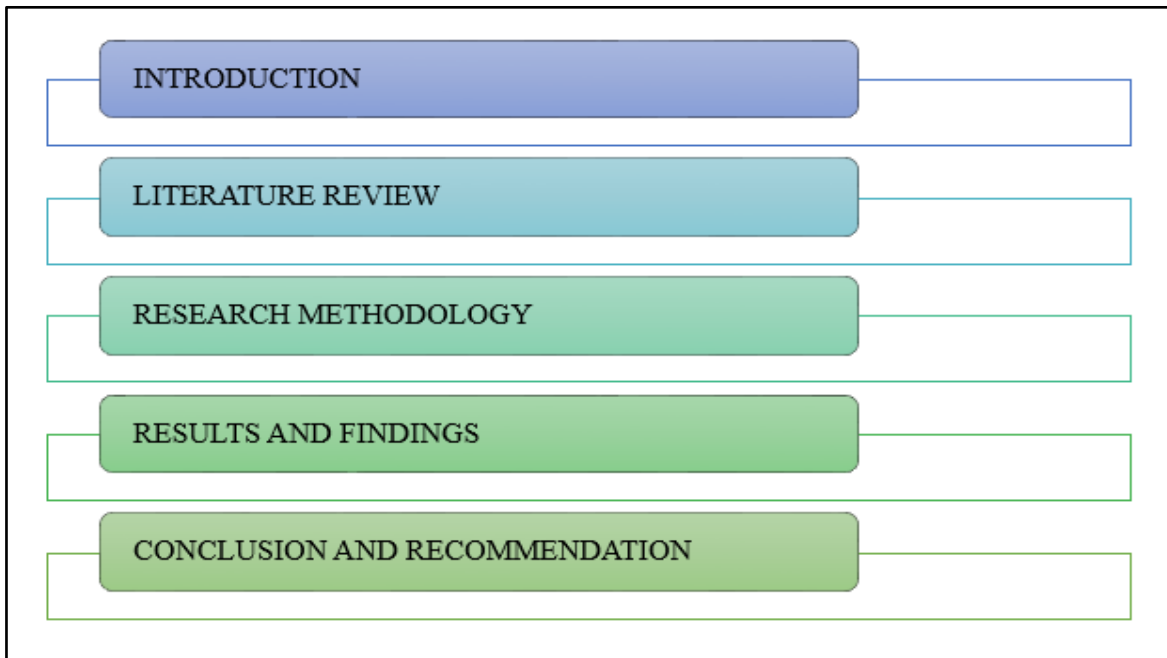 INTRODUCTION
LITERATURE REVIEW
RESEARCH METHODOLOGY
RESULTS AND FINDINGS
CONCLUSION AND RECOMMENDATION